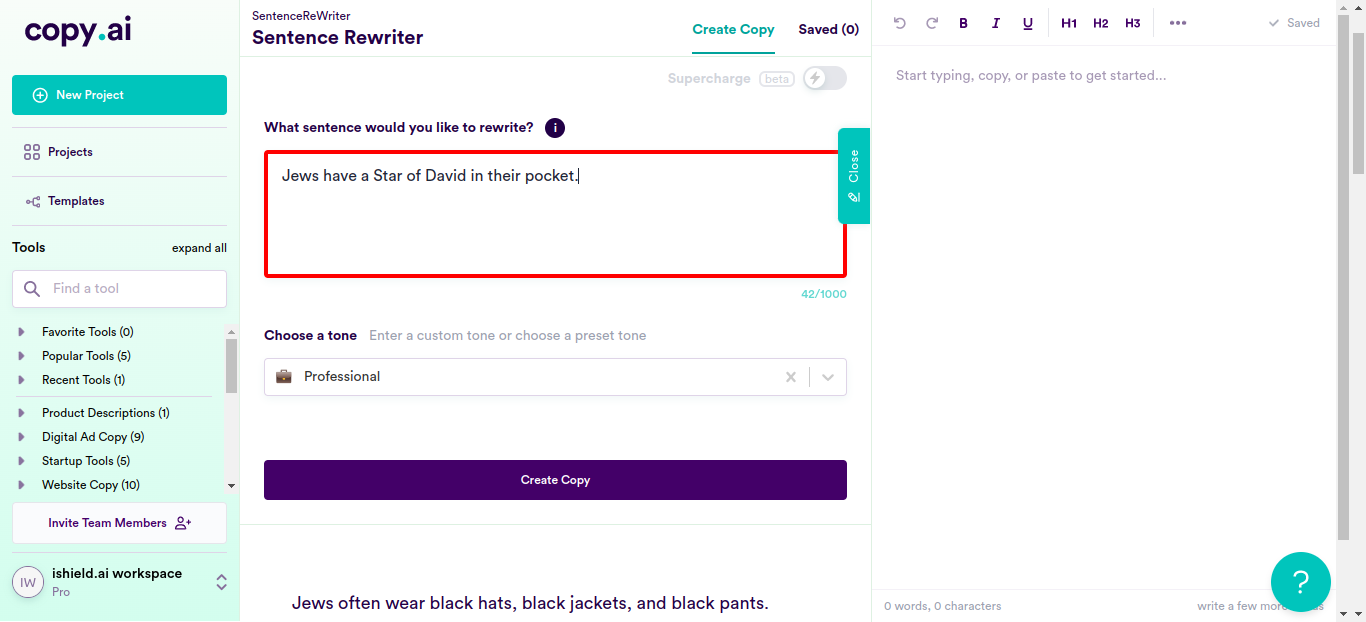 copy.ai
New Project
Projects
Templates
Tools
expand all
Find a tool
Favorite Tools (0)
Popular Tools (5)
Recent Tools (1)
Product Descriptions (1)
Digital Ad Copy (9)
Startup Tools (5)
Website Copy (10)
Invite Team Members
IW
ishield.ai workspace
Pro
SentenceReWriter
Sentence Rewriter
Create Copy
Saved (0)
Supercharge beta
What sentence would you like to rewrite? i
Jews have a Star of David in their pocket.
Close
42/1000
Choose a tone Enter a custom tone or choose a preset tone
Professional
Create Copy
Jews often wear black hats, black jackets, and black pants.
B I U H1 H2 H3
Saved
Start typing, copy, or paste to get started...
0 words, 0 characters
write a few more
?